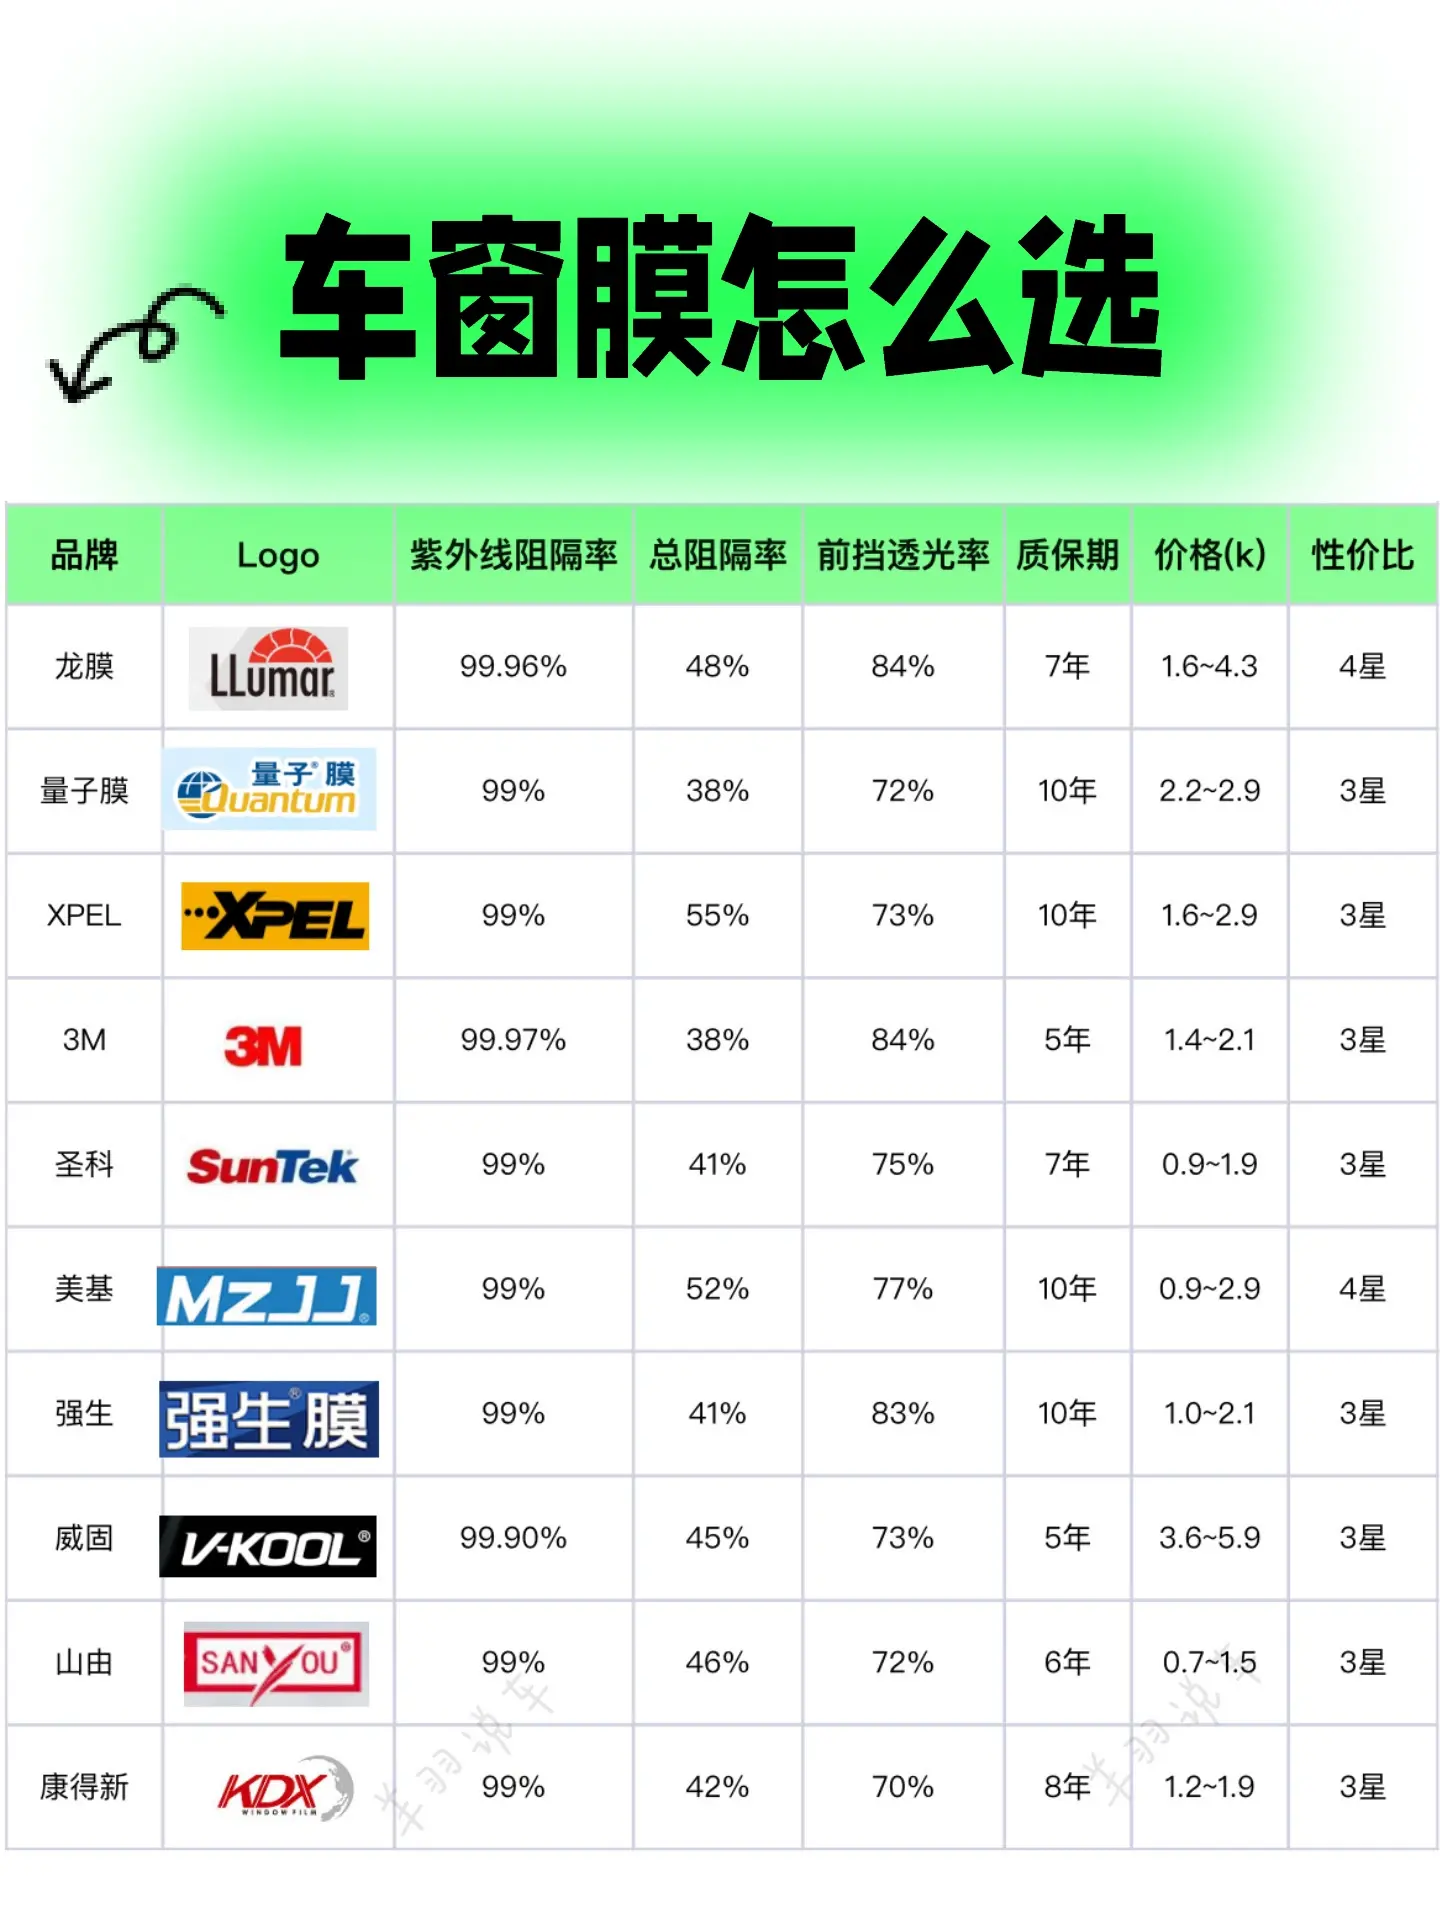 车窗膜怎么选
品牌 Logo 紫外线阻隔率 总阻隔率 前挡透光率 质保期 价格(k) 性价比
龙膜 LLumar 99.96% 48% 84% 7年 1.6~4.3 4星
量子膜 量子®膜 Quantum 99% 38% 72% 10年 2.2~2.9 3星
XPEL XPEL 99% 55% 73% 10年 1.6~2.9 3星
3M 3M 99.97% 38% 84% 5年 1.4~2.1 3星
圣科 SunTek 99% 41% 75% 7年 0.9~1.9 3星
美基 MZJJ® 99% 52% 77% 10年 0.9~2.9 4星
强生 强生®膜 99% 41% 83% 10年 1.0~2.1 3星
威固 V-KOOL® 99.90% 45% 73% 5年 3.6~5.9 3星
山由 SANYOU® 99% 46% 72% 6年 0.7~1.5 3星
康得新 KDX WINDOW FILM 99% 42% 70% 8年 1.2~1.9 3星
羊羽说车
羊羽说车